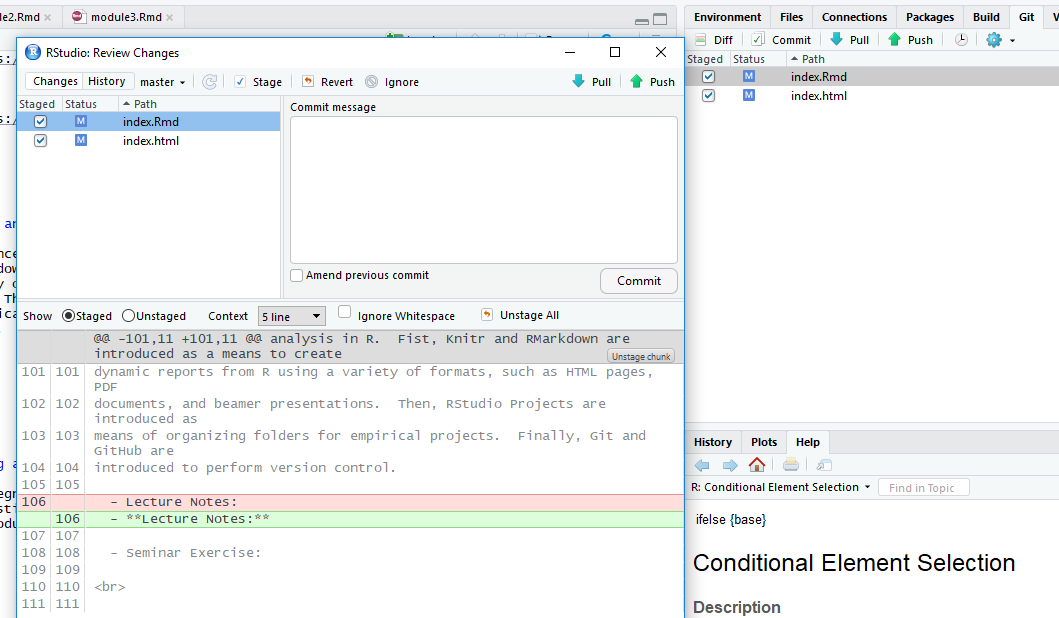 le2.Rmd
module3.Rmd
RStudio: Review Changes
Changes History master Stage Revert Ignore Pull Push
Staged Status Path
M index.Rmd
M index.html
Commit message
Amend previous commit
Commit
Show Staged Unstaged Context 5 line Ignore Whitespace Unstage All
@@ -101,11 +101,11 @@ analysis in R.  Fist, Knitr and RMarkdown are
introduced as a means to create
Unstage chunk
101 101 dynamic reports from R using a variety of formats, such as HTML pages,
PDF
102 102 documents, and beamer presentations.  Then, RStudio Projects are
introduced as
103 103 means of organizing folders for empirical projects.  Finally, Git and
GitHub are
104 104 introduced to perform version control.
105 105
106 - Lecture Notes:
106 - **Lecture Notes:**
107 107
108 108 - Seminar Exercise:
109 109
110 110 <br>
111 111
Environment Files Connections Packages Build Git
Diff Commit Pull Push
Staged Status Path
M index.Rmd
M index.html
History Plots Help
R: Conditional Element Selection Find in Topic
ifelse {base}
Conditional Element Selection
Description